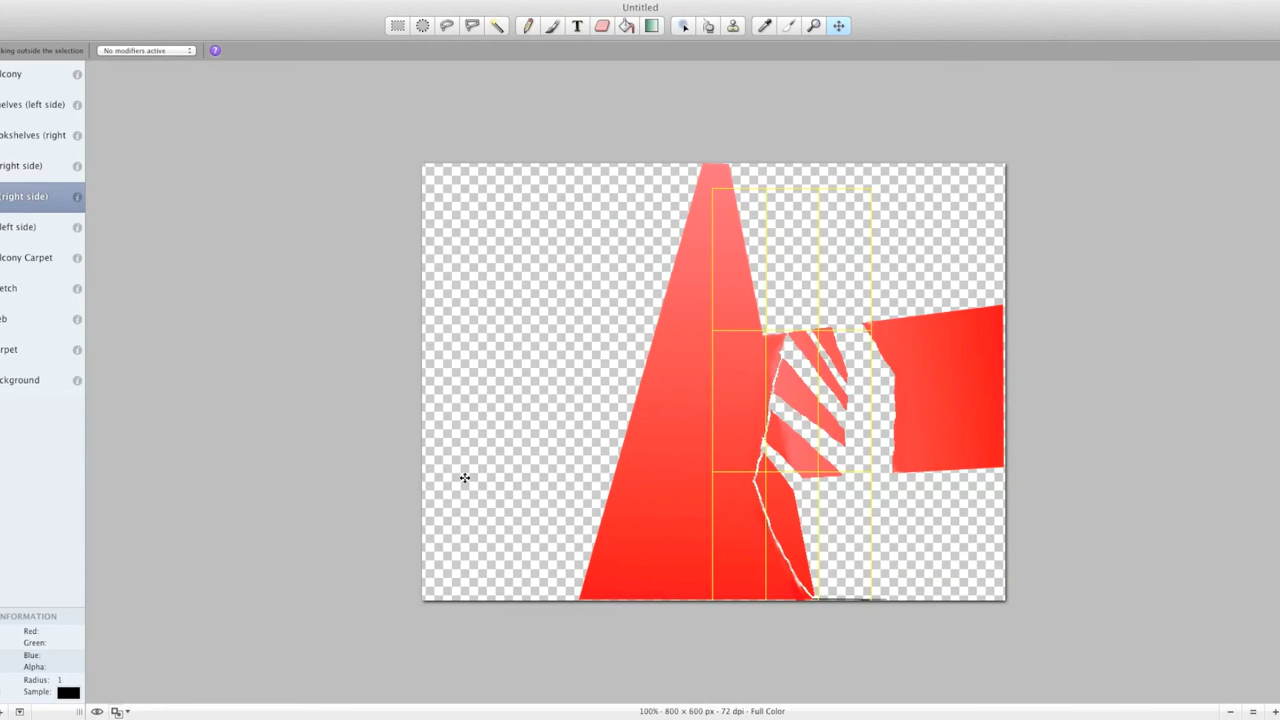 Untitled
T
king outside the selection
No modifiers active
?
lcony
elves (left side)
okshelves (right
right side)
(right side)
left side)
lcony Carpet
etch
eb
rpet
ckground
NFORMATION
Red:
Green:
Blue:
Alpha:
Radius: 1
Sample:
100% - 800 × 600 px - 72 dpi - Full Color